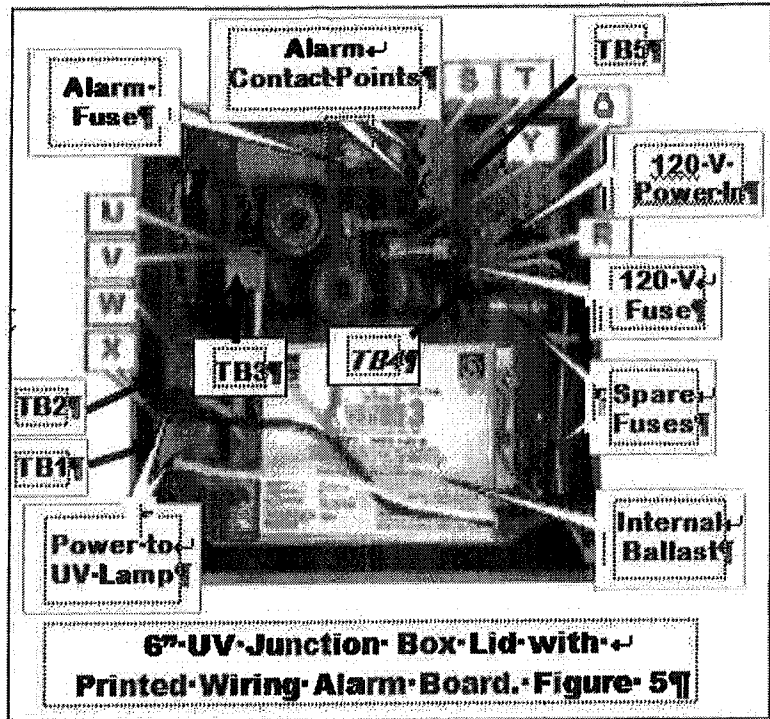 Alarm↵
Contact·Points¶
Alarm·
Fuse¶
S
T
TB5¶
Q
Y
120·V·
Power·In¶
R
U
V
W
X
120·V↵
Fuse¶
TB3¶
TB4¶
TB2¶
TB1¶
Spare↵
Fuses¶
Power·to↵
UV·Lamp¶
Internal↵
Ballast¶
6”·UV·Junction· Box·Lid·with·↵
Printed·Wiring·Alarm·Board.·Figure· 5¶